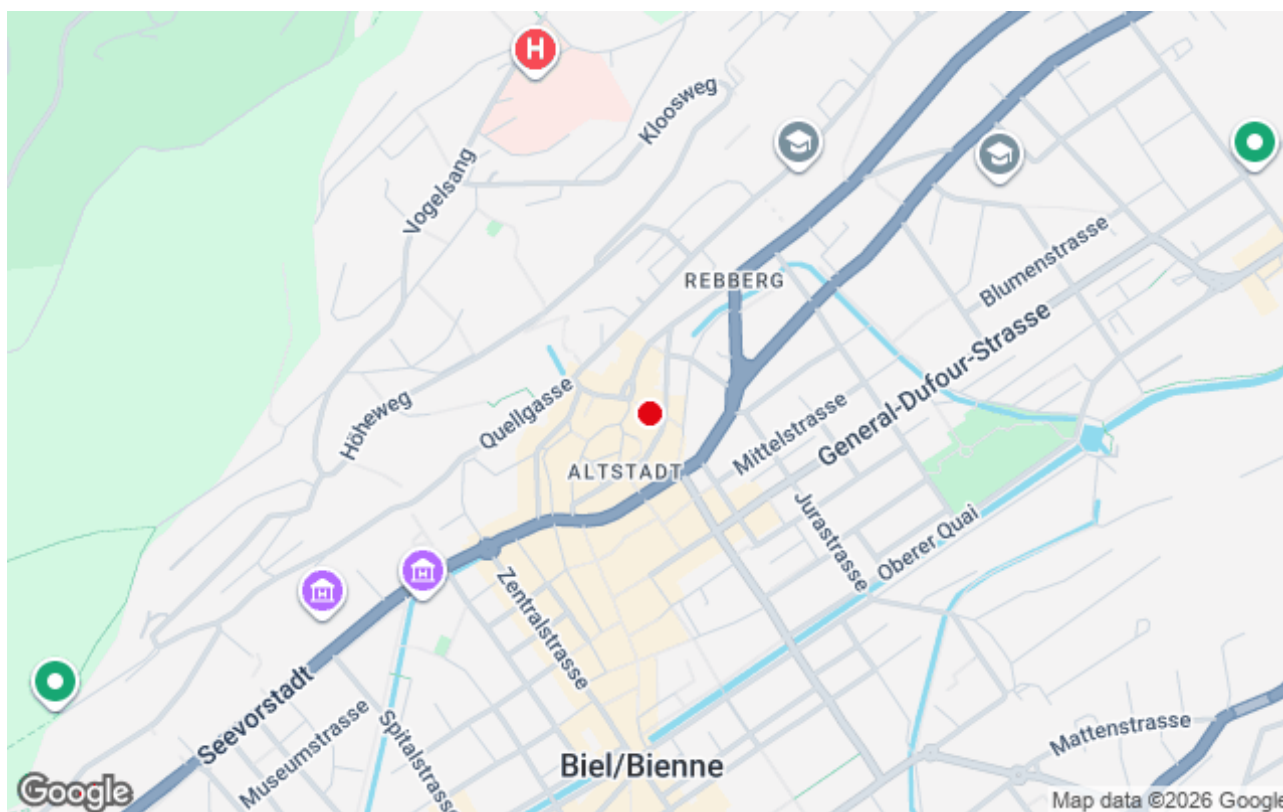 H
Kloosweg
Vogelsang
REBBERG
Blumenstrasse
General-Dufour-Strasse
Höheweg
Quellgasse
Mittelstrasse
ALTSTADT
Jurastrasse
Oberer Quai
Zentralstrasse
Seevorstadt
Museumstrasse
Spitalstrasse
Mattenstrasse
Biel/Bienne
Google
Map data ©2026 Google